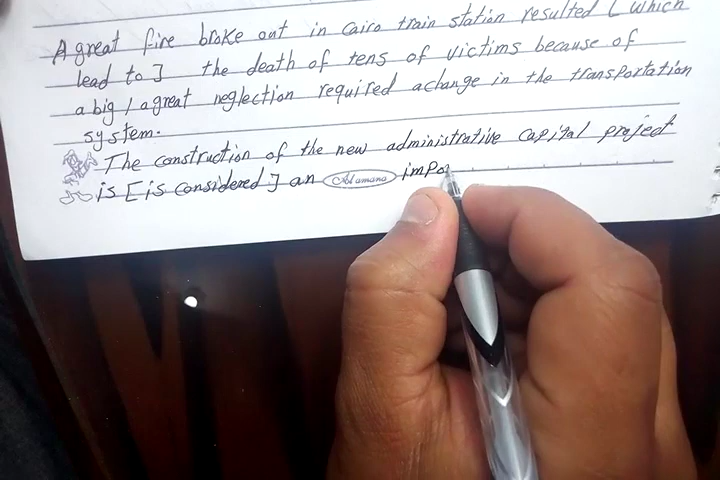 A great fire broke out in cairo train station resulted ( which
lead to ] the death of tens of victims because of
a big / a great neglection required a change in the transportation
system.
The construction of the new administrative capital project
is [ is considered ] an Alamana impo